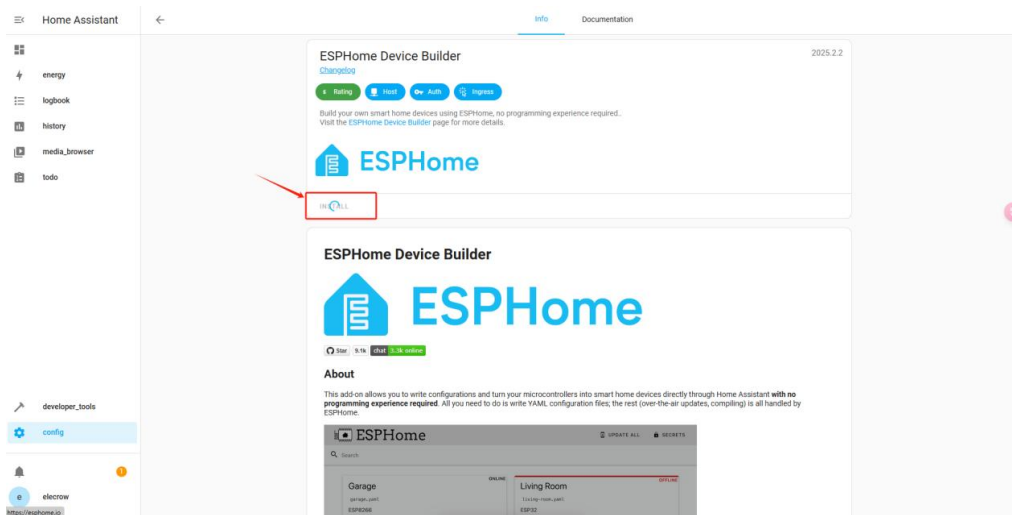 Home Assistant
Info
Documentation
energy
logbook
history
media_browser
todo
developer_tools
config
1
e
elecrow
https://esphome.io
ESPHome Device Builder
2025.2.2
Changelog
Rating
Host
Auth
Ingress
Build your own smart home devices using ESPHome, no programming experience required..
Visit the ESPHome Device Builder page for more details.
ESPHome
INSTALL
ESPHome Device Builder
ESPHome
Star 9.1k chat 3.3k online
About
This add-on allows you to write configurations and turn your microcontrollers into smart home devices directly through Home Assistant with no
programming experience required. All you need to do is write YAML configuration files; the rest (over-the-air updates, compiling) is all handled by
ESPHome.
ESPHome
UPDATE ALL
SECRETS
Search
ONLINE
Garage
garage.yaml
ESP8266
OFFLINE
Living Room
living-room.yaml
ESP32